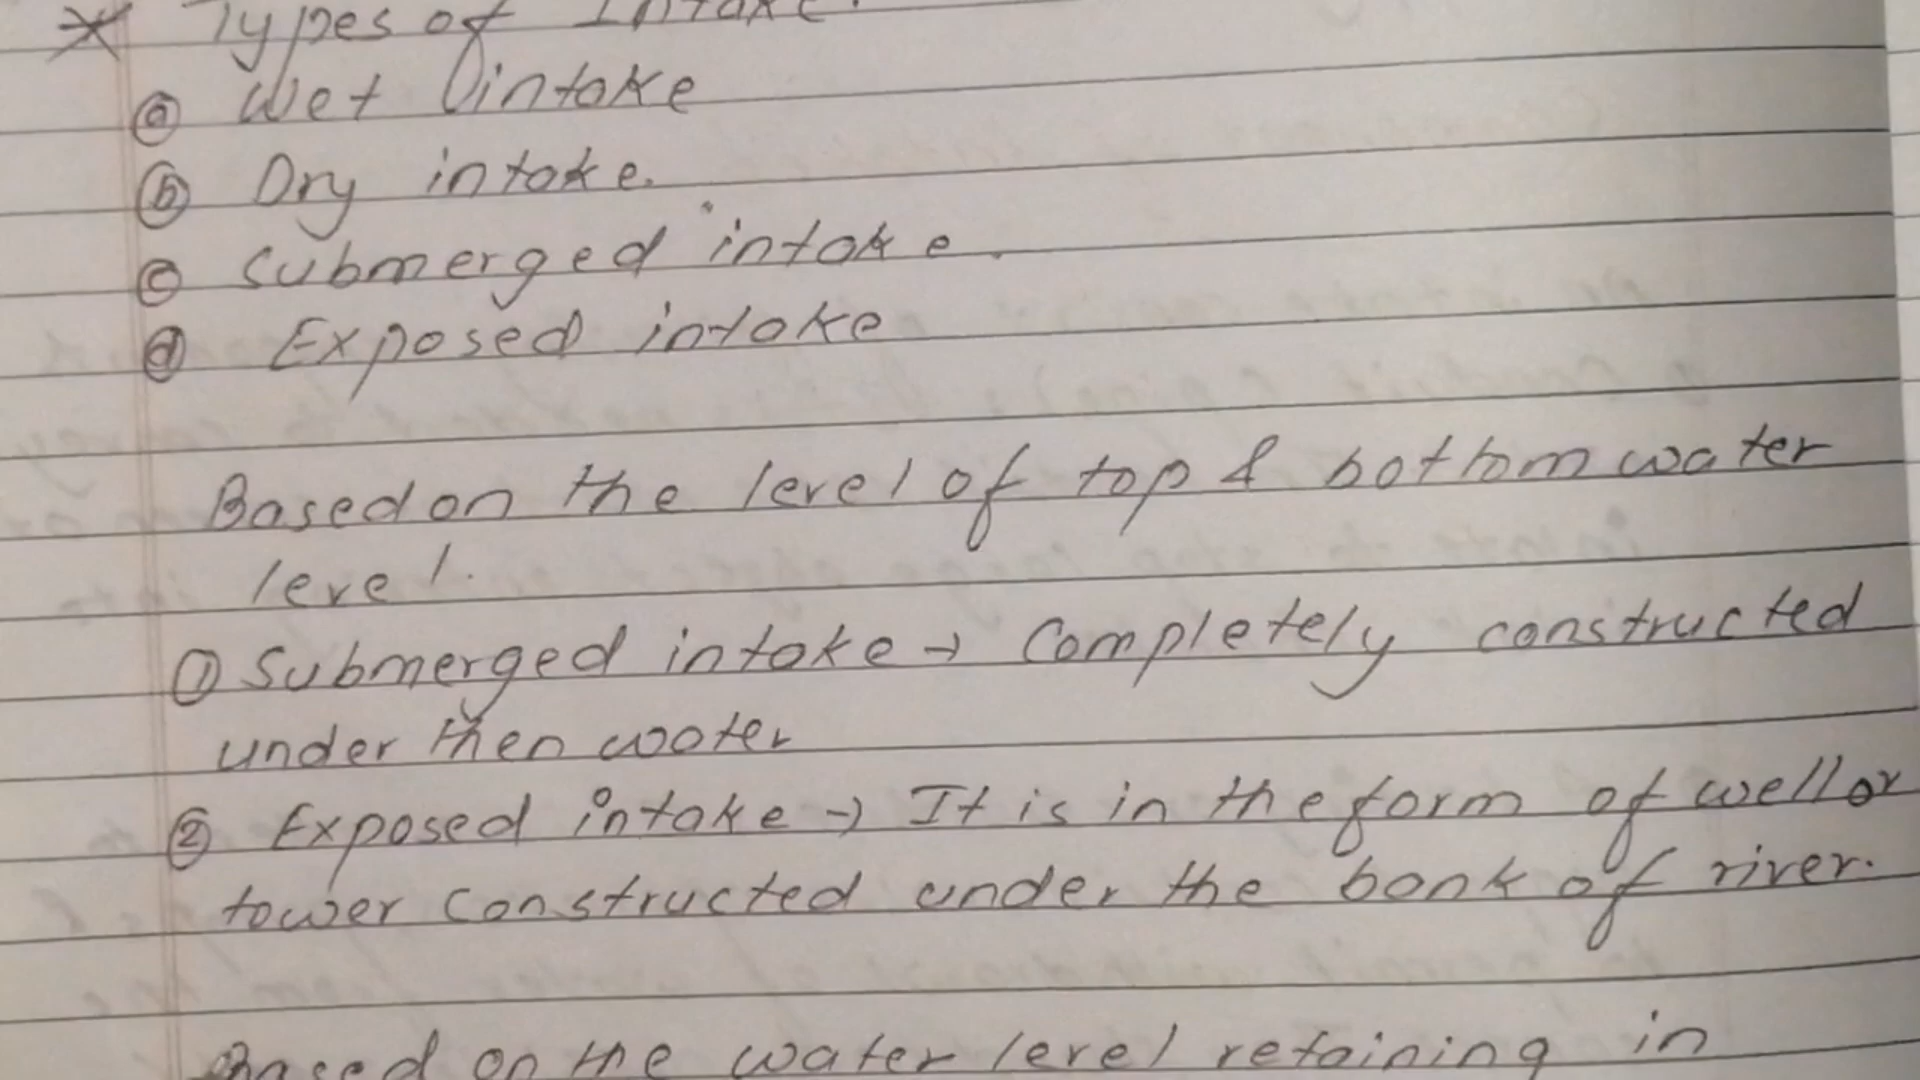 * Types of Intake.
ⓐ Wet intake
ⓑ Dry intake.
ⓒ Submerged intake.
ⓓ Exposed intake
Based on the level of top & bottom water
level.
① Submerged intake → Completely constructed
under then water
② Exposed intake → It is in the form of well or
tower constructed under the bank of river.
Based on the water level retaining in